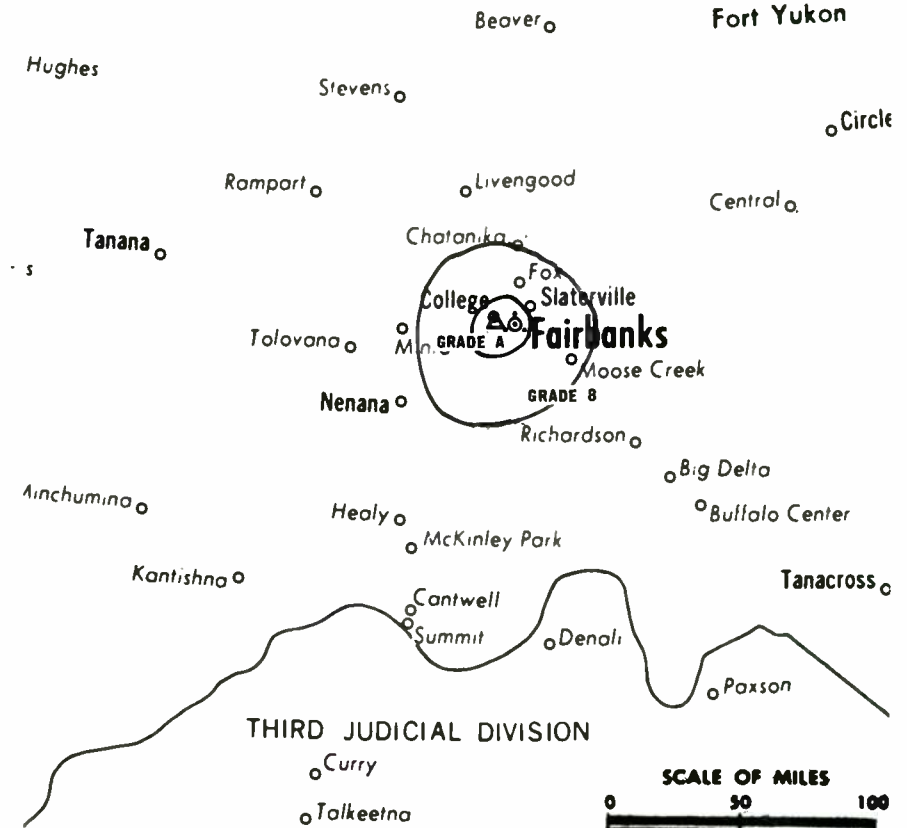 Beaver
Fort Yukon
Hughes
Stevens
Circle
Rampart
Livengood
Central
Tanana
Chatanika
s
Fox
College
Slaterville
Fairbanks
Tolovana
GRADE A
Moose Creek
Nenana
GRADE B
Richardson
Big Delta
Minchumina
Buffalo Center
Healy
McKinley Park
Kantishna
Tanacross
Cantwell
Summit
Denali
Paxson
THIRD JUDICIAL DIVISION
Curry
SCALE OF MILES
0 50 100
Talkeetna